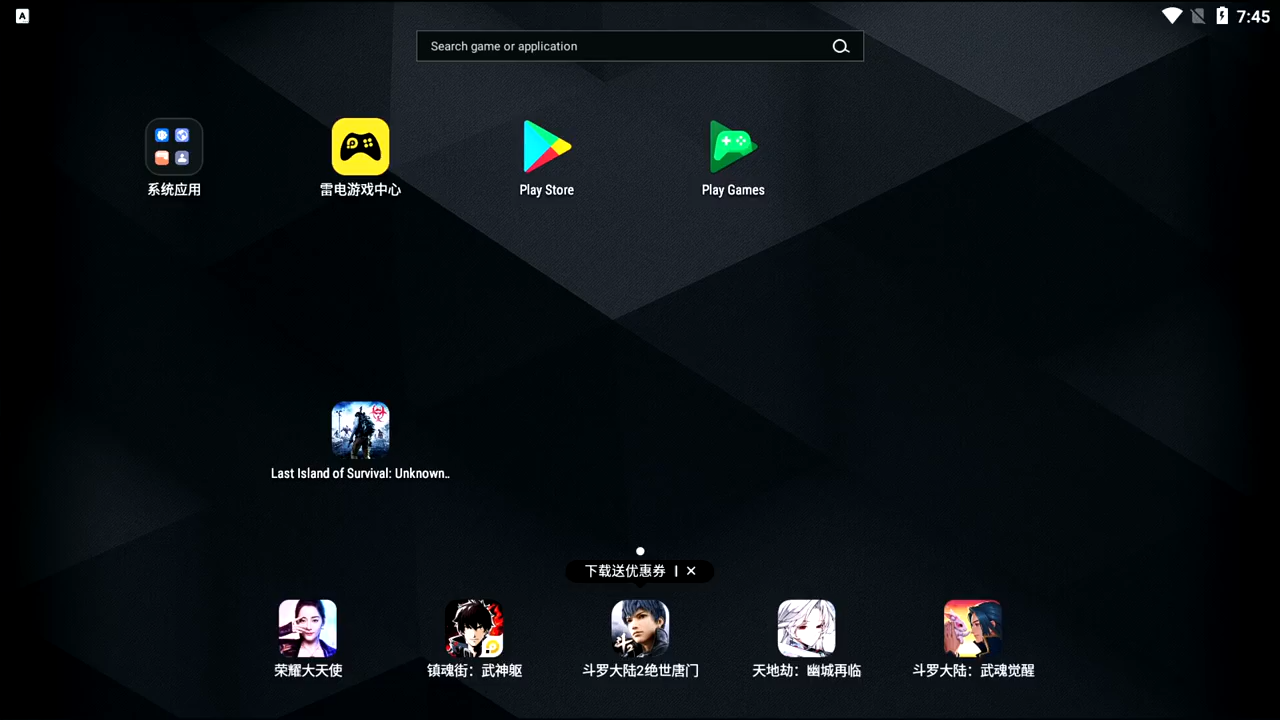 A
7:45
Search game or application
系统应用
雷电游戏中心
Play Store
Play Games
Last Island of Survival: Unknown..
下载送优惠券 | ×
荣耀大天使
镇魂街：武神躯
斗罗大陆2绝世唐门
天地劫：幽城再临
斗罗大陆：武魂觉醒